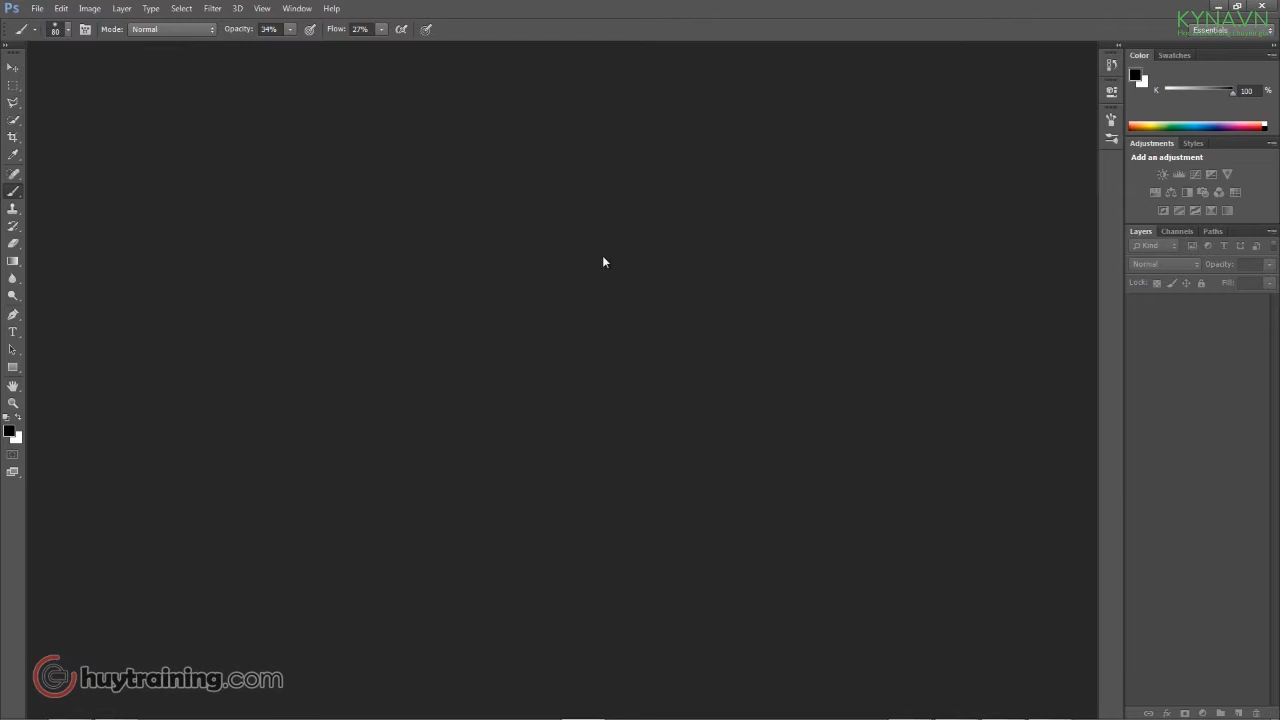 Ps File Edit Image Layer Type Select Filter 3D View Window Help
KYNAVN
80 Mode: Normal Opacity: 34% Flow: 27% Essentials
Color Swatches
K 100 %
Adjustments Styles
Add an adjustment
Layers Channels Paths
Kind
Normal Opacity:
Lock: Fill:
huytraining.com